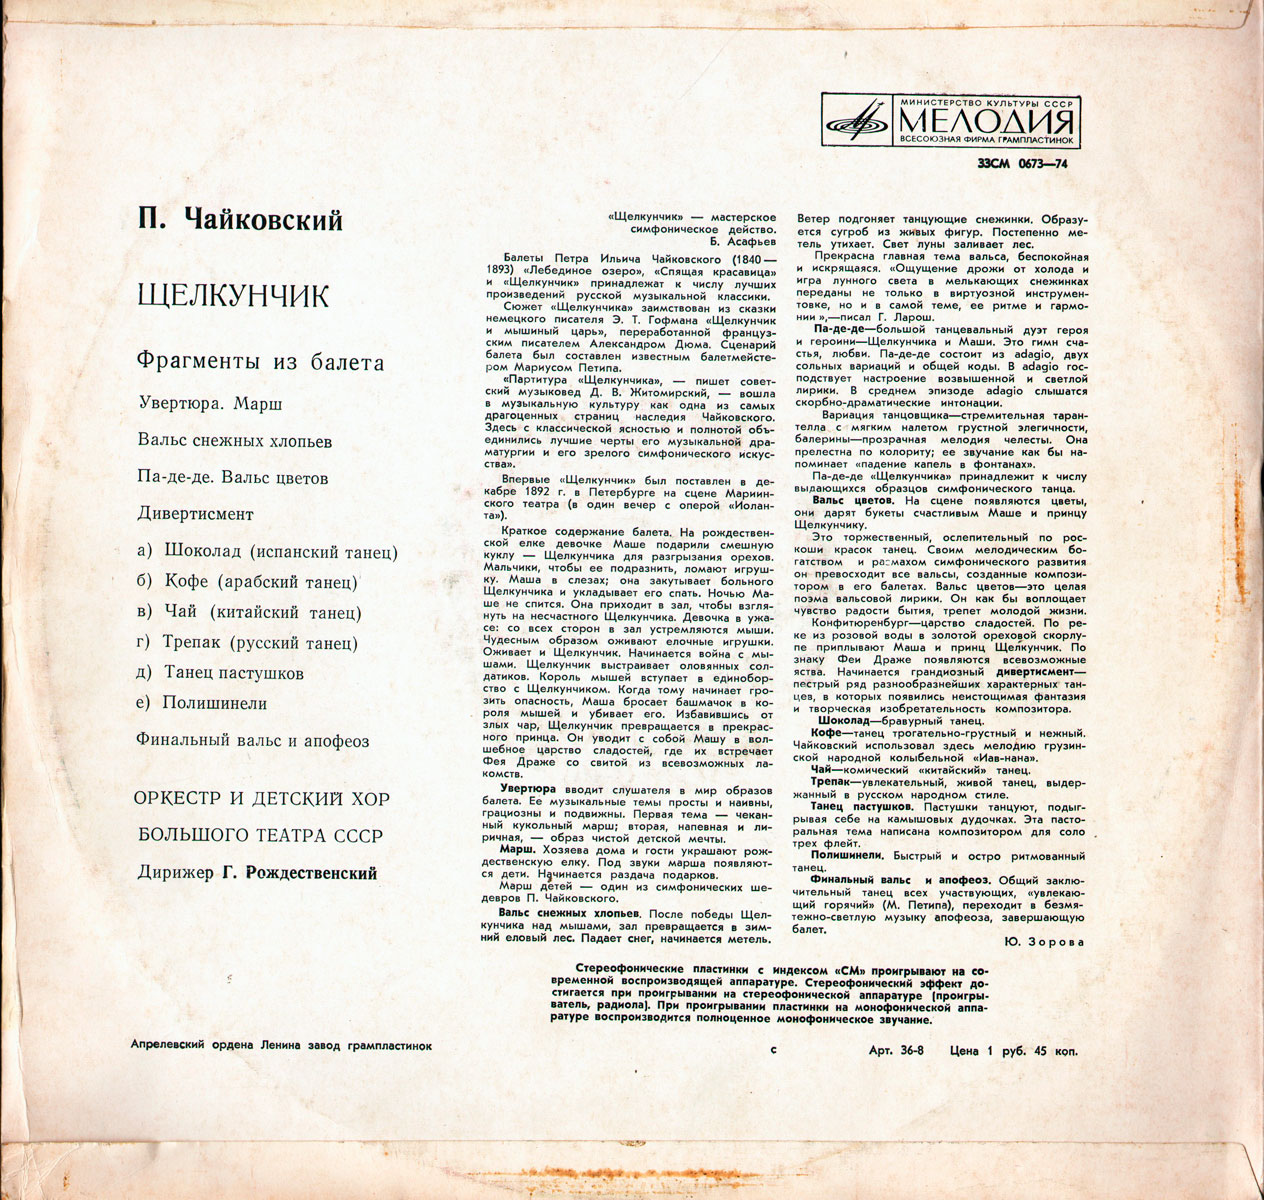 МИНИСТЕРСТВО КУЛЬТУРЫ СССР
МЕЛОДИЯ
ВСЕСОЮЗНАЯ ФИРМА ГРАМПЛАСТИНОК
33СМ 0673—74
П. Чайковский
ЩЕЛКУНЧИК
Фрагменты из балета
Увертюра. Марш
Вальс снежных хлопьев
Па-де-де. Вальс цветов
Дивертисмент
а) Шоколад (испанский танец)
б) Кофе (арабский танец)
в) Чай (китайский танец)
г) Трепак (русский танец)
д) Танец пастушков
е) Полишинели
Финальный вальс и апофеоз
ОРКЕСТР И ДЕТСКИЙ ХОР
БОЛЬШОГО ТЕАТРА СССР
Дирижер Г. Рождественский
«Щелкунчик» — мастерское
симфоническое действо.
Б. Асафьев
Балеты Петра Ильича Чайковского (1840—
1893) «Лебединое озеро», «Спящая красавица»
и «Щелкунчик» принадлежат к числу лучших
произведений русской музыкальной классики.
Сюжет «Щелкунчика» заимствован из сказки
немецкого писателя Э. Т. Гофмана «Щелкунчик
и мышиный царь», переработанной француз-
ским писателем Александром Дюма. Сценарий
балета был составлен известным балетмейсте-
ром Мариусом Петипа.
«Партитура «Щелкунчика», — пишет совет-
ский музыковед Д. В. Житомирский, — вошла
в музыкальную культуру как одна из самых
драгоценных страниц наследия Чайковского.
Здесь с классической ясностью и полнотой объ-
единились лучшие черты его музыкальной дра-
матургии и его зрелого симфонического искус-
ства».
Впервые «Щелкунчик» был поставлен в де-
кабре 1892 г. в Петербурге на сцене Мариин-
ского театра (в один вечер с оперой «Иолан-
та»).
Краткое содержание балета. На рождествен-
ской елке девочке Маше подарили смешную
куклу — Щелкунчика для разгрызания орехов.
Мальчики, чтобы ее подразнить, ломают игруш-
ку. Маша в слезах; она закутывает больного
Щелкунчика и укладывает его спать. Ночью Ма-
ше не спится. Она приходит в зал, чтобы взгля-
нуть на несчастного Щелкунчика. Девочка в ужа-
се: со всех сторон в зал устремляются мыши.
Чудесным образом оживают елочные игрушки.
Оживает и Щелкунчик. Начинается война с мы-
шами. Щелкунчик выстраивает оловянных сол-
датиков. Король мышей вступает в единобор-
ство с Щелкунчиком. Когда тому начинает гро-
зить опасность, Маша бросает башмачок в ко-
роля мышей и убивает его. Избавившись от
злых чар, Щелкунчик превращается в прекрас-
ного принца. Он уводит с собой Машу в вол-
шебное царство сладостей, где их встречает
Фея Драже со свитой из всевозможных ла-
комств.
Увертюра вводит слушателя в мир образов
балета. Ее музыкальные темы просты и наивны,
грациозны и подвижны. Первая тема — чекан-
ный кукольный марш; вторая, напевная и ли-
ричная, — образ чистой детской мечты.
Марш. Хозяева дома и гости украшают рож-
дественскую елку. Под звуки марша появляют-
ся дети. Начинается раздача подарков.
Марш детей — один из симфонических ше-
девров П. Чайковского.
Вальс снежных хлопьев. После победы Щел-
кунчика над мышами, зал превращается в зим-
ний еловый лес. Падает снег, начинается метель.
Ветер подгоняет танцующие снежинки. Образу-
ется сугроб из живых фигур. Постепенно ме-
тель утихает. Свет луны заливает лес.
Прекрасна главная тема вальса, беспокойная
и искрящаяся. «Ощущение дрожи от холода и
игра лунного света в мелькающих снежинках
переданы не только в виртуозной инструмен-
товке, но и в самой теме, ее ритме и гармо-
нии»,—писал Г. Ларош.
Па-де-де—большой танцевальный дуэт героя
и героини—Щелкунчика и Маши. Это гимн сча-
стья, любви. Па-де-де состоит из adagio, двух
сольных вариаций и общей коды. В adagio гос-
подствует настроение возвышенной и светлой
лирики. В среднем эпизоде adagio слышатся
скорбно-драматические интонации.
Вариация танцовщика—стремительная таран-
телла с мягким налетом грустной элегичности,
балерины—прозрачная мелодия челесты. Она
прелестна по колориту; ее звучание как бы на-
поминает «падение капель в фонтанах».
Па-де-де «Щелкунчика» принадлежит к числу
выдающихся образцов симфонического танца.
Вальс цветов. На сцене появляются цветы,
они дарят букеты счастливым Маше и принцу
Щелкунчику.
Это торжественный, ослепительный по рос-
коши красок танец. Своим мелодическим бо-
гатством и размахом симфонического развития
он превосходит все вальсы, созданные компози-
тором в его балетах. Вальс цветов—это целая
поэма вальсовой лирики. Он как бы воплощает
чувство радости бытия, трепет молодой жизни.
Конфитюренбург—царство сладостей. По ре-
ке из розовой воды в золотой ореховой скорлу-
пе приплывают Маша и принц Щелкунчик. По
знаку Феи Драже появляются всевозможные
яства. Начинается грандиозный дивертисмент—
пестрый ряд разнообразнейших характерных тан-
цев, в которых появились неистощимая фантазия
и творческая изобретательность композитора.
Шоколад—бравурный танец.
Кофе—танец трогательно-грустный и нежный.
Чайковский использовал здесь мелодию грузин-
ской народной колыбельной «Иав-нана».
Чай—комический «китайский» танец.
Трепак—увлекательный, живой танец, выдер-
жанный в русском народном стиле.
Танец пастушков. Пастушки танцуют, подыг-
рывая себе на камышовых дудочках. Эта пасто-
ральная тема написана композитором для соло
трех флейт.
Полишинели. Быстрый и остро ритмованный
танец.
Финальный вальс и апофеоз. Общий заклю-
чительный танец всех участвующих, «увлекаю-
щий горячий» (М. Петипа), переходит в безмя-
тежно-светлую музыку апофеоза, завершающую
балет.
Ю. Зорова
Стереофонические пластинки с индексом «СМ» проигрывают на со-
временной воспроизводящей аппаратуре. Стереофонический эффект до-
стигается при проигрывании на стереофонической аппаратуре (проигры-
ватель, радиола). При проигрывании пластинки на монофонической аппа-
ратуре воспроизводится полноценное монофоническое звучание.
Апрелевский ордена Ленина завод грампластинок
с
Арт. 36-8
Цена 1 руб. 45 коп.